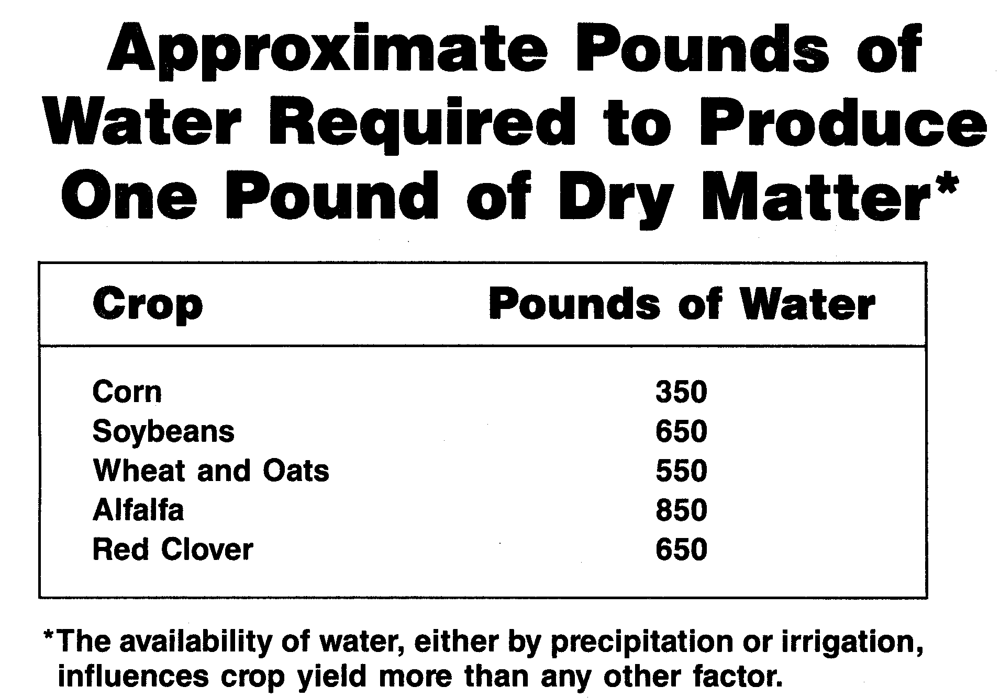 Approximate Pounds of
Water Required to Produce
One Pound of Dry Matter*
Crop Pounds of Water
Corn 350
Soybeans 650
Wheat and Oats 550
Alfalfa 850
Red Clover 650
*The availability of water, either by precipitation or irrigation,
influences crop yield more than any other factor.